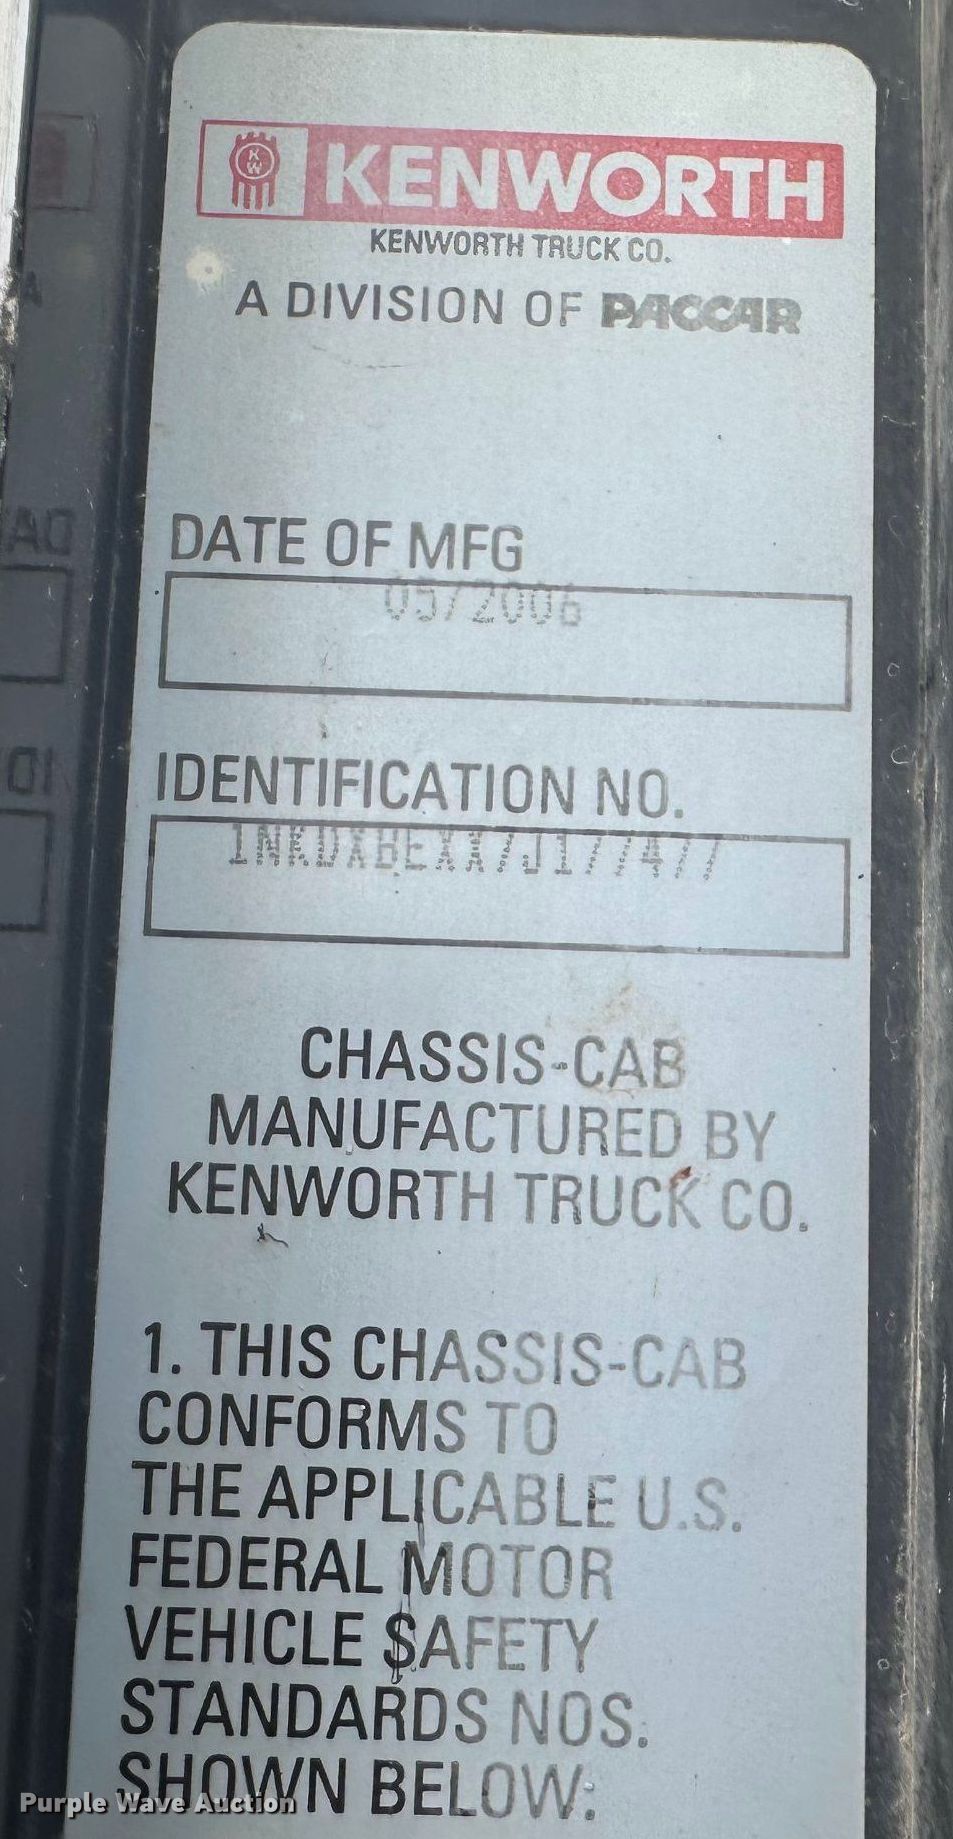 KW KENWORTH
KENWORTH TRUCK CO.
A DIVISION OF PACCAR
DATE OF MFG
05/2006
IDENTIFICATION NO.
CHASSIS-CAB
MANUFACTURED BY
KENWORTH TRUCK CO.
1. THIS CHASSIS-CAB
CONFORMS TO
THE APPLICABLE U.S.
FEDERAL MOTOR
VEHICLE SAFETY
STANDARDS NOS.
SHOWN BELOW:
Purple Wave Auction